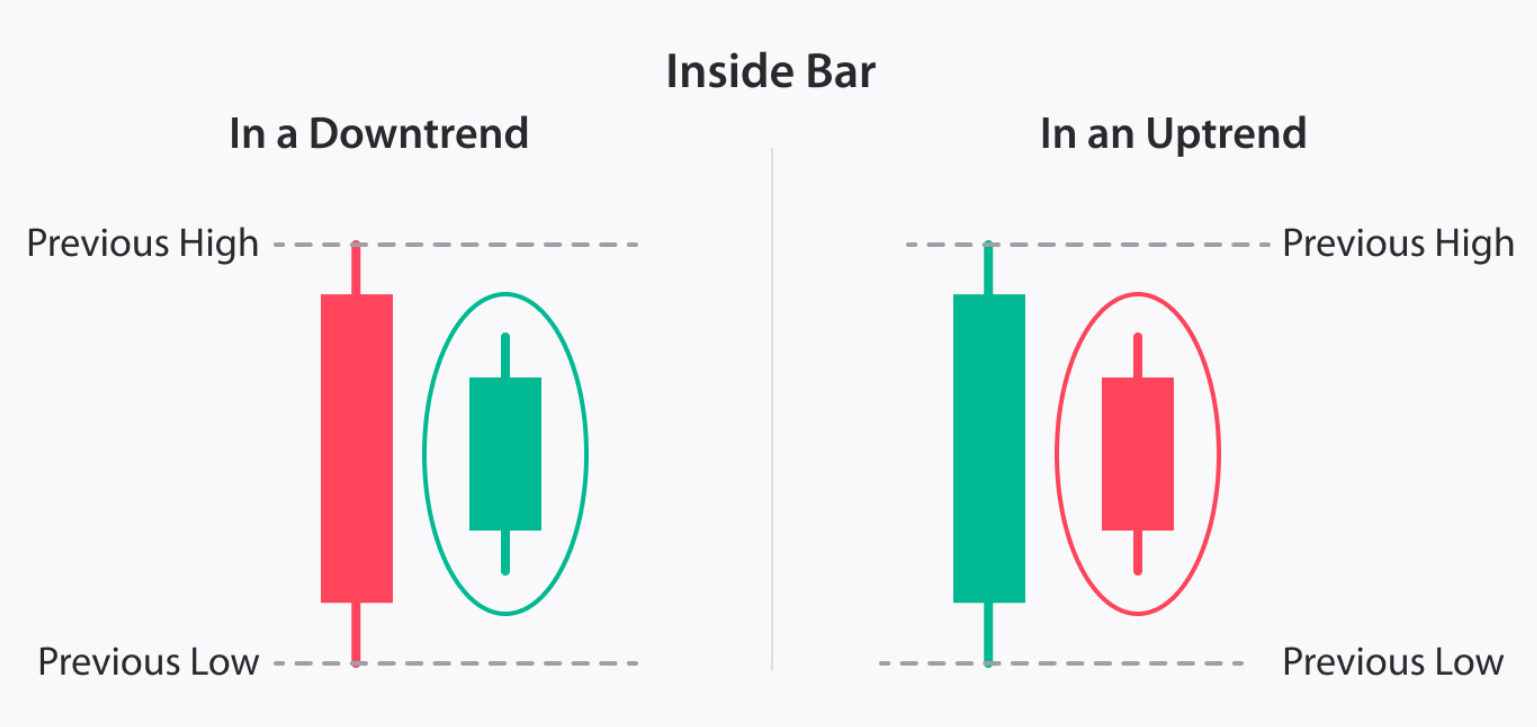 Inside Bar
In a Downtrend
In an Uptrend
Previous High
Previous High
Previous Low
Previous Low